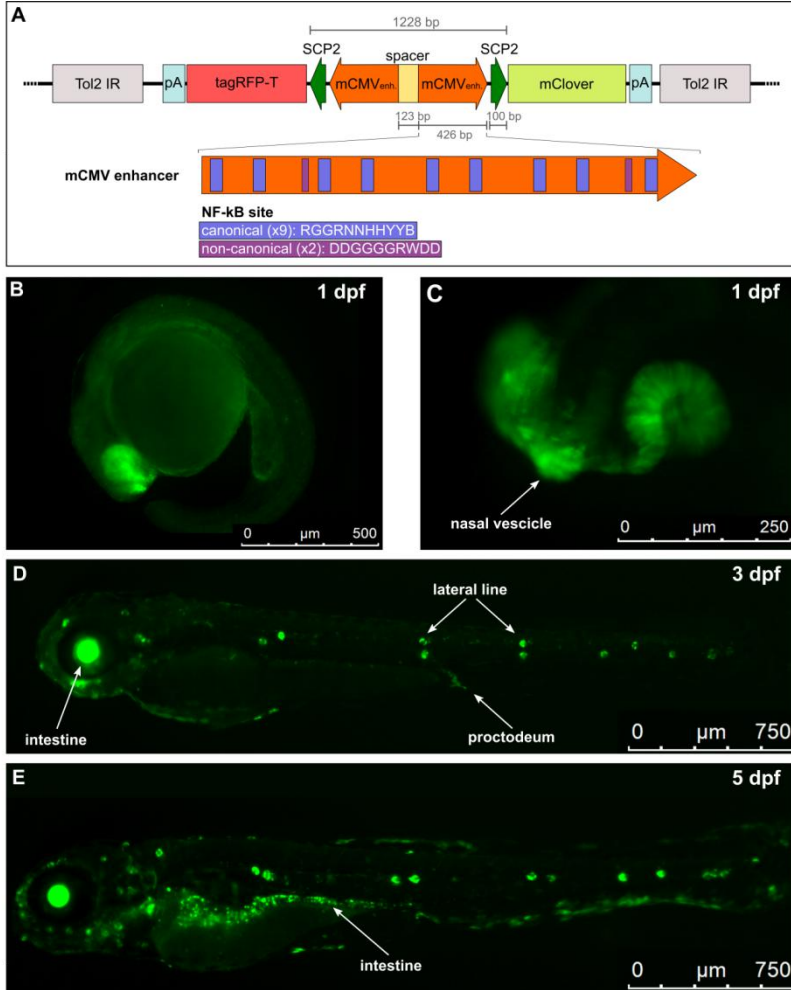 A
1228 bp
SCP2
spacer
SCP2
Tol2 IR
pA
tagRFP-T
mCMVenh.
mCMVenh.
mClover
pA
Tol2 IR
123 bp
100 bp
426 bp
mCMV enhancer
NF-kB site
canonical (x9): RGGRNNHHYYB
non-canonical (x2): DDGGGGRWDD
B
1 dpf
0 µm 500
C
1 dpf
nasal vescicle
0 µm 250
D
3 dpf
lateral line
intestine
proctodeum
0 µm 750
E
5 dpf
intestine
0 µm 750